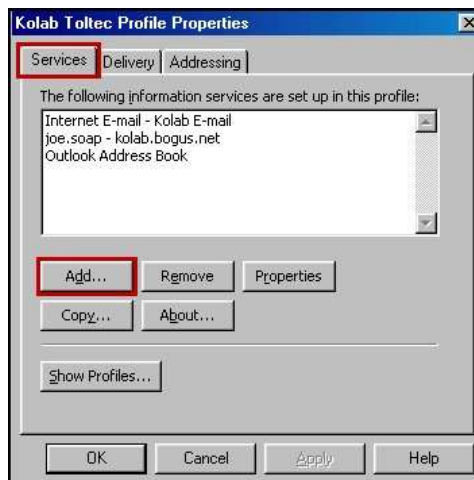 Kolab Toltec Profile Properties
Services Delivery Addressing
The following information services are set up in this profile:
Internet E-mail - Kolab E-mail
joe.soap - kolab.bogus.net
Outlook Address Book
Add... Remove Properties
Copy... About...
Show Profiles...
OK Cancel Apply Help